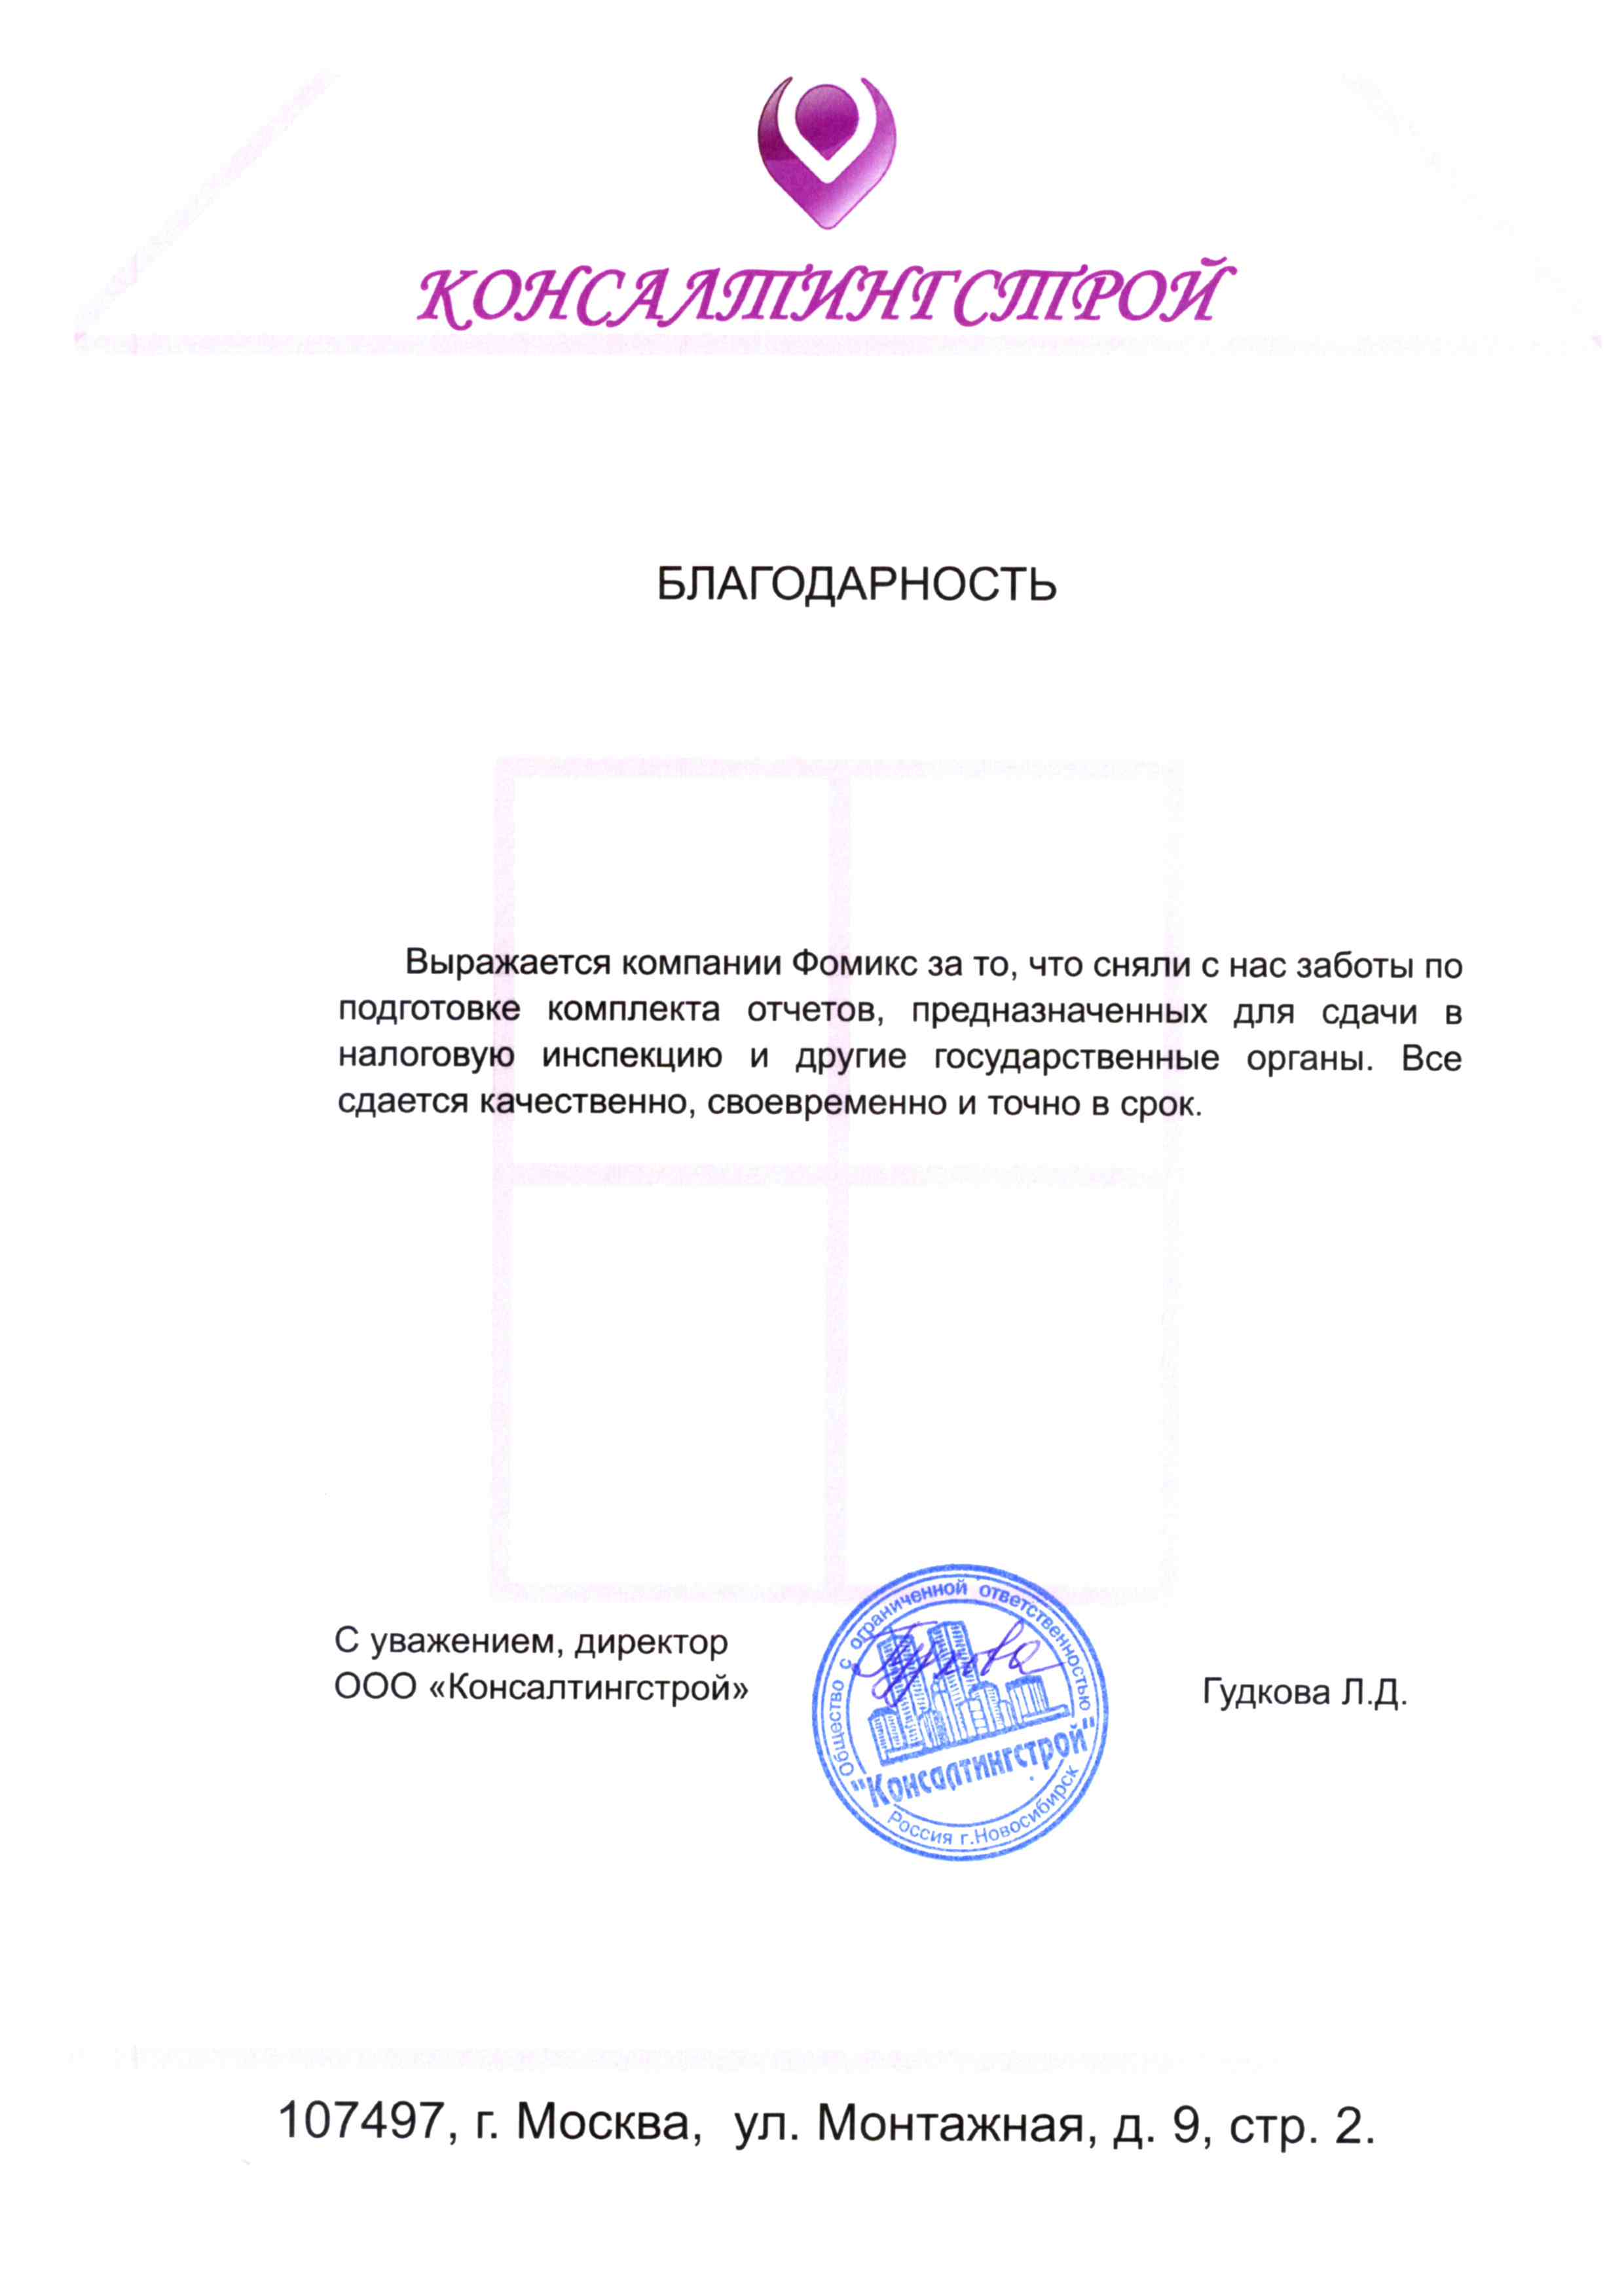 КОНСАЛТИНГСТРОЙ
БЛАГОДАРНОСТЬ
Выражается компании Фомикс за то, что сняли с нас заботы по
подготовке комплекта отчетов, предназначенных для сдачи в
налоговую инспекцию и другие государственные органы. Все
сдается качественно, своевременно и точно в срок.
С уважением, директор
ООО «Консалтингстрой»
Общество с ограниченной ответственностью
"Консалтингстрой"
Россия г.Новосибирск
Гудкова Л.Д.
107497, г. Москва, ул. Монтажная, д. 9, стр. 2.